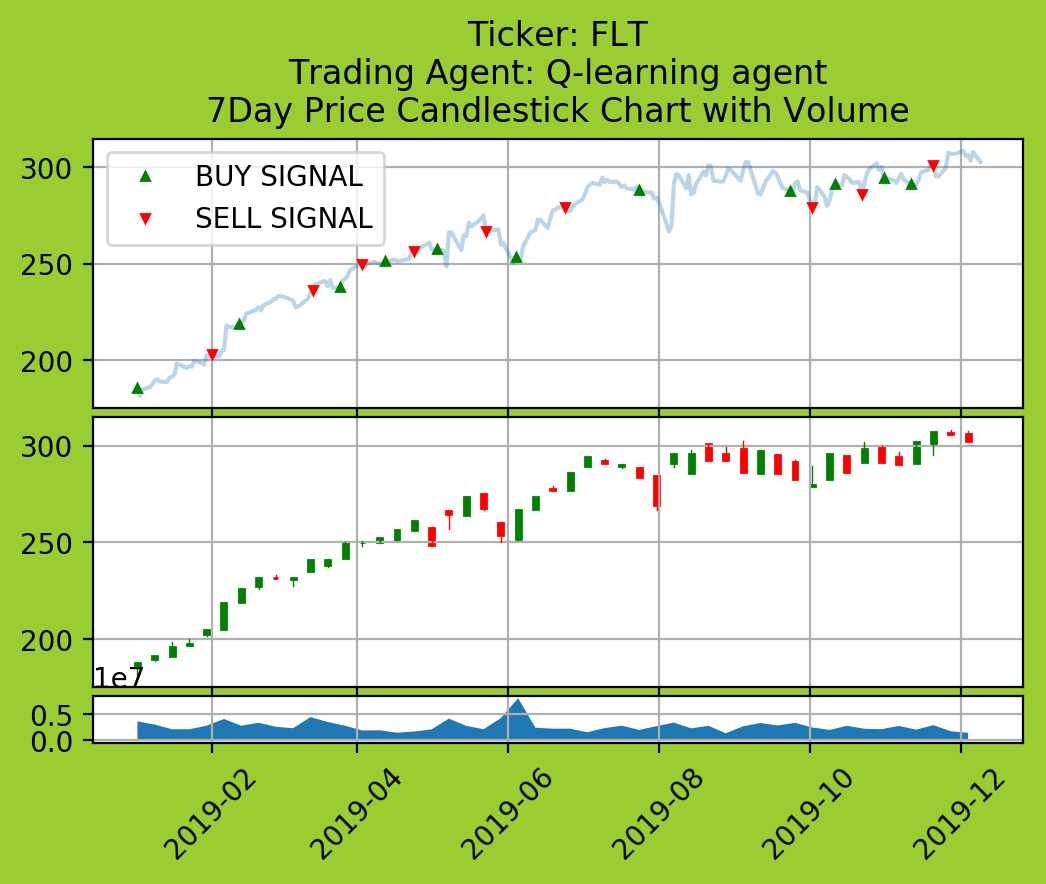 Ticker: FLT
Trading Agent: Q-learning agent
7Day Price Candlestick Chart with Volume
300
250
200
BUY SIGNAL
SELL SIGNAL
300
250
200
1e7
0.5
0.0
2019-02
2019-04
2019-06
2019-08
2019-10
2019-12